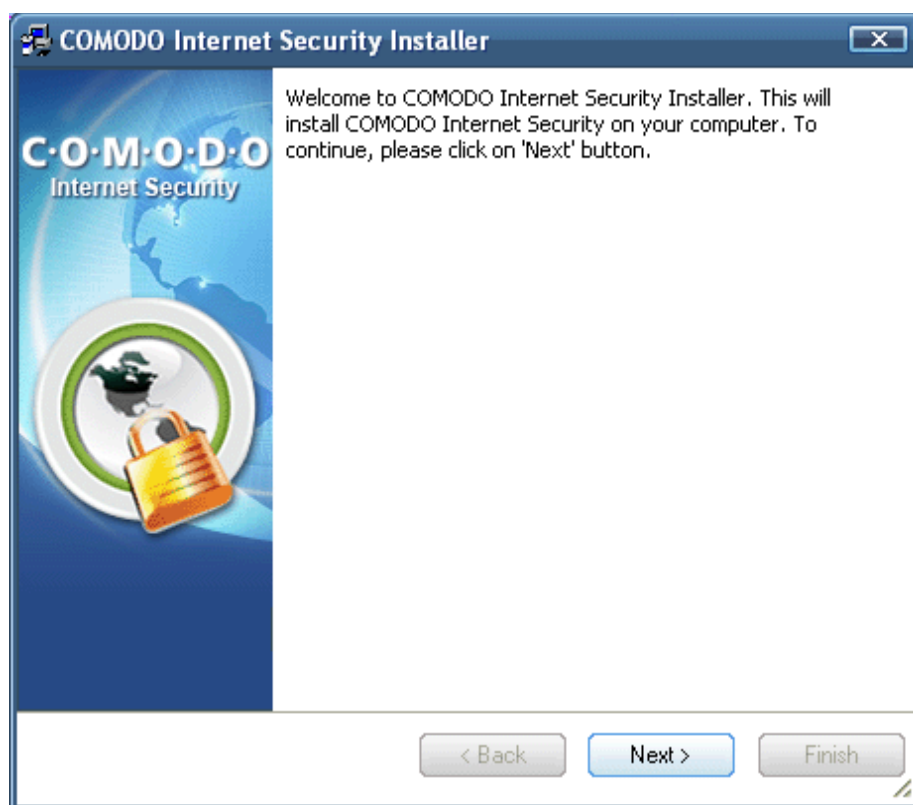 COMODO Internet Security Installer
C·O·M·O·D·O
Internet Security
Welcome to COMODO Internet Security Installer. This will
install COMODO Internet Security on your computer. To
continue, please click on 'Next' button.
< Back
Next >
Finish